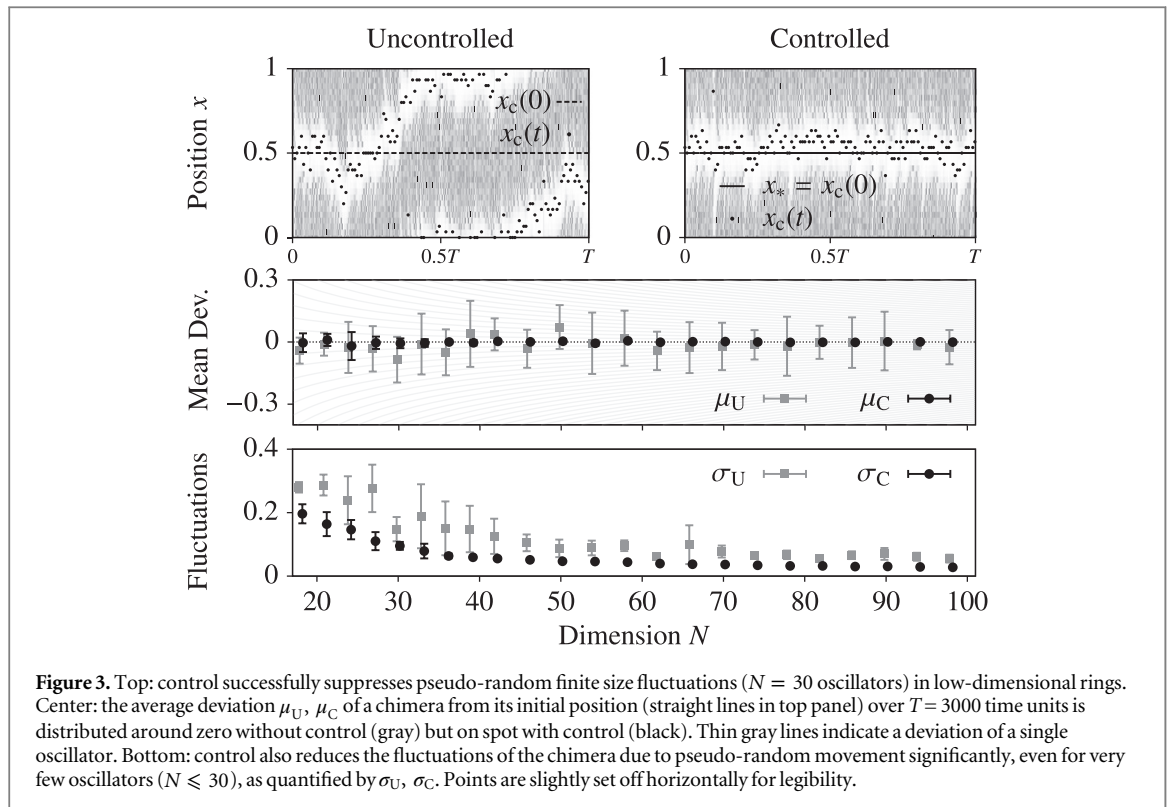 Uncontrolled Controlled
1 1
Position x
x_c(0)
x_c(t)
0.5 0.5
x_* = x_c(0)
x_c(t)
0 0
0 0.5T T 0 0.5T T
0.3
Mean Dev.
0
−0.3
μ_U μ_C
0.4
σ_U σ_C
Fluctuations
0.2
0
20 30 40 50 60 70 80 90 100
Dimension N
Figure 3. Top: control successfully suppresses pseudo-random finite size fluctuations (N = 30 oscillators) in low-dimensional rings.
Center: the average deviation μ_U, μ_C of a chimera from its initial position (straight lines in top panel) over T = 3000 time units is
distributed around zero without control (gray) but on spot with control (black). Thin gray lines indicate a deviation of a single
oscillator. Bottom: control also reduces the fluctuations of the chimera due to pseudo-random movement significantly, even for very
few oscillators (N ⩽ 30), as quantified by σ_U, σ_C. Points are slightly set off horizontally for legibility.